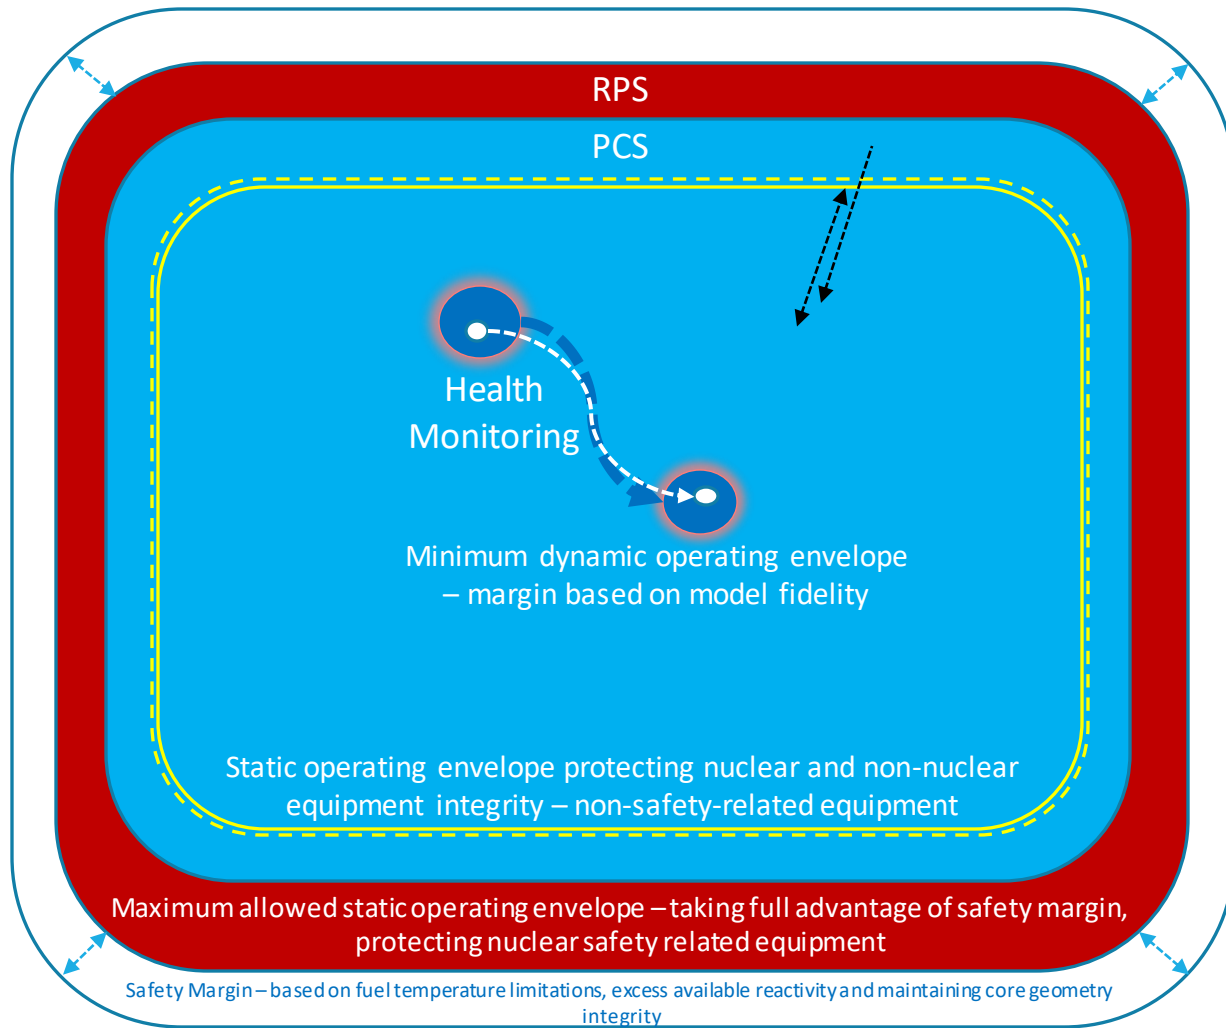 RPS
PCS
Health
Monitoring
Minimum dynamic operating envelope
– margin based on model fidelity
Static operating envelope protecting nuclear and non-nuclear
equipment integrity – non-safety-related equipment
Maximum allowed static operating envelope – taking full advantage of safety margin,
protecting nuclear safety related equipment
Safety Margin – based on fuel temperature limitations, excess available reactivity and maintaining core geometry
integrity